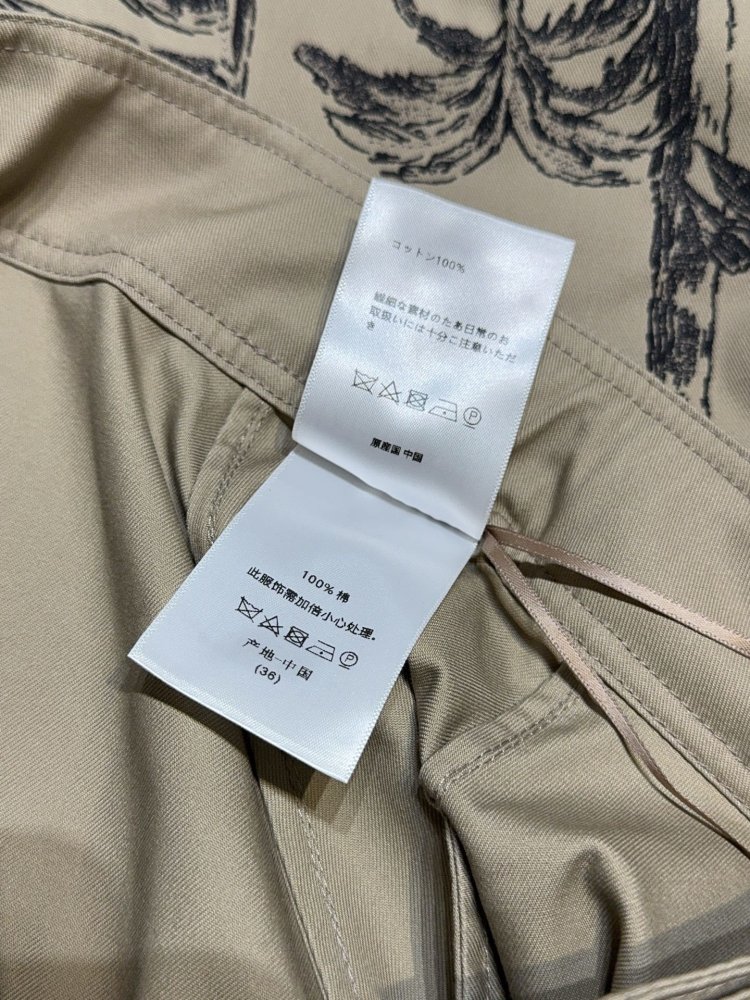 コットン100%
繊細な素材のたあ日常のお
取扱いには十分こ注意いただ
き
P
原産国 中国
100% 棉
此服饰需加倍小心处理.
P
产地-中国
(36)